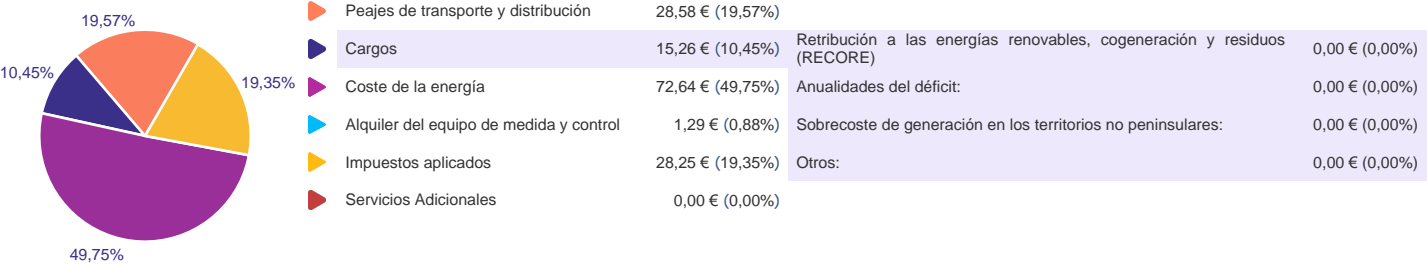 19,57%
10,45%
19,35%
49,75%
Peajes de transporte y distribución 28,58 € (19,57%)
Cargos 15,26 € (10,45%)
Retribución a las energías renovables, cogeneración y residuos
(RECORE) 0,00 € (0,00%)
Coste de la energía 72,64 € (49,75%) Anualidades del déficit: 0,00 € (0,00%)
Alquiler del equipo de medida y control 1,29 € (0,88%) Sobrecoste de generación en los territorios no peninsulares: 0,00 € (0,00%)
Impuestos aplicados 28,25 € (19,35%) Otros: 0,00 € (0,00%)
Servicios Adicionales 0,00 € (0,00%)